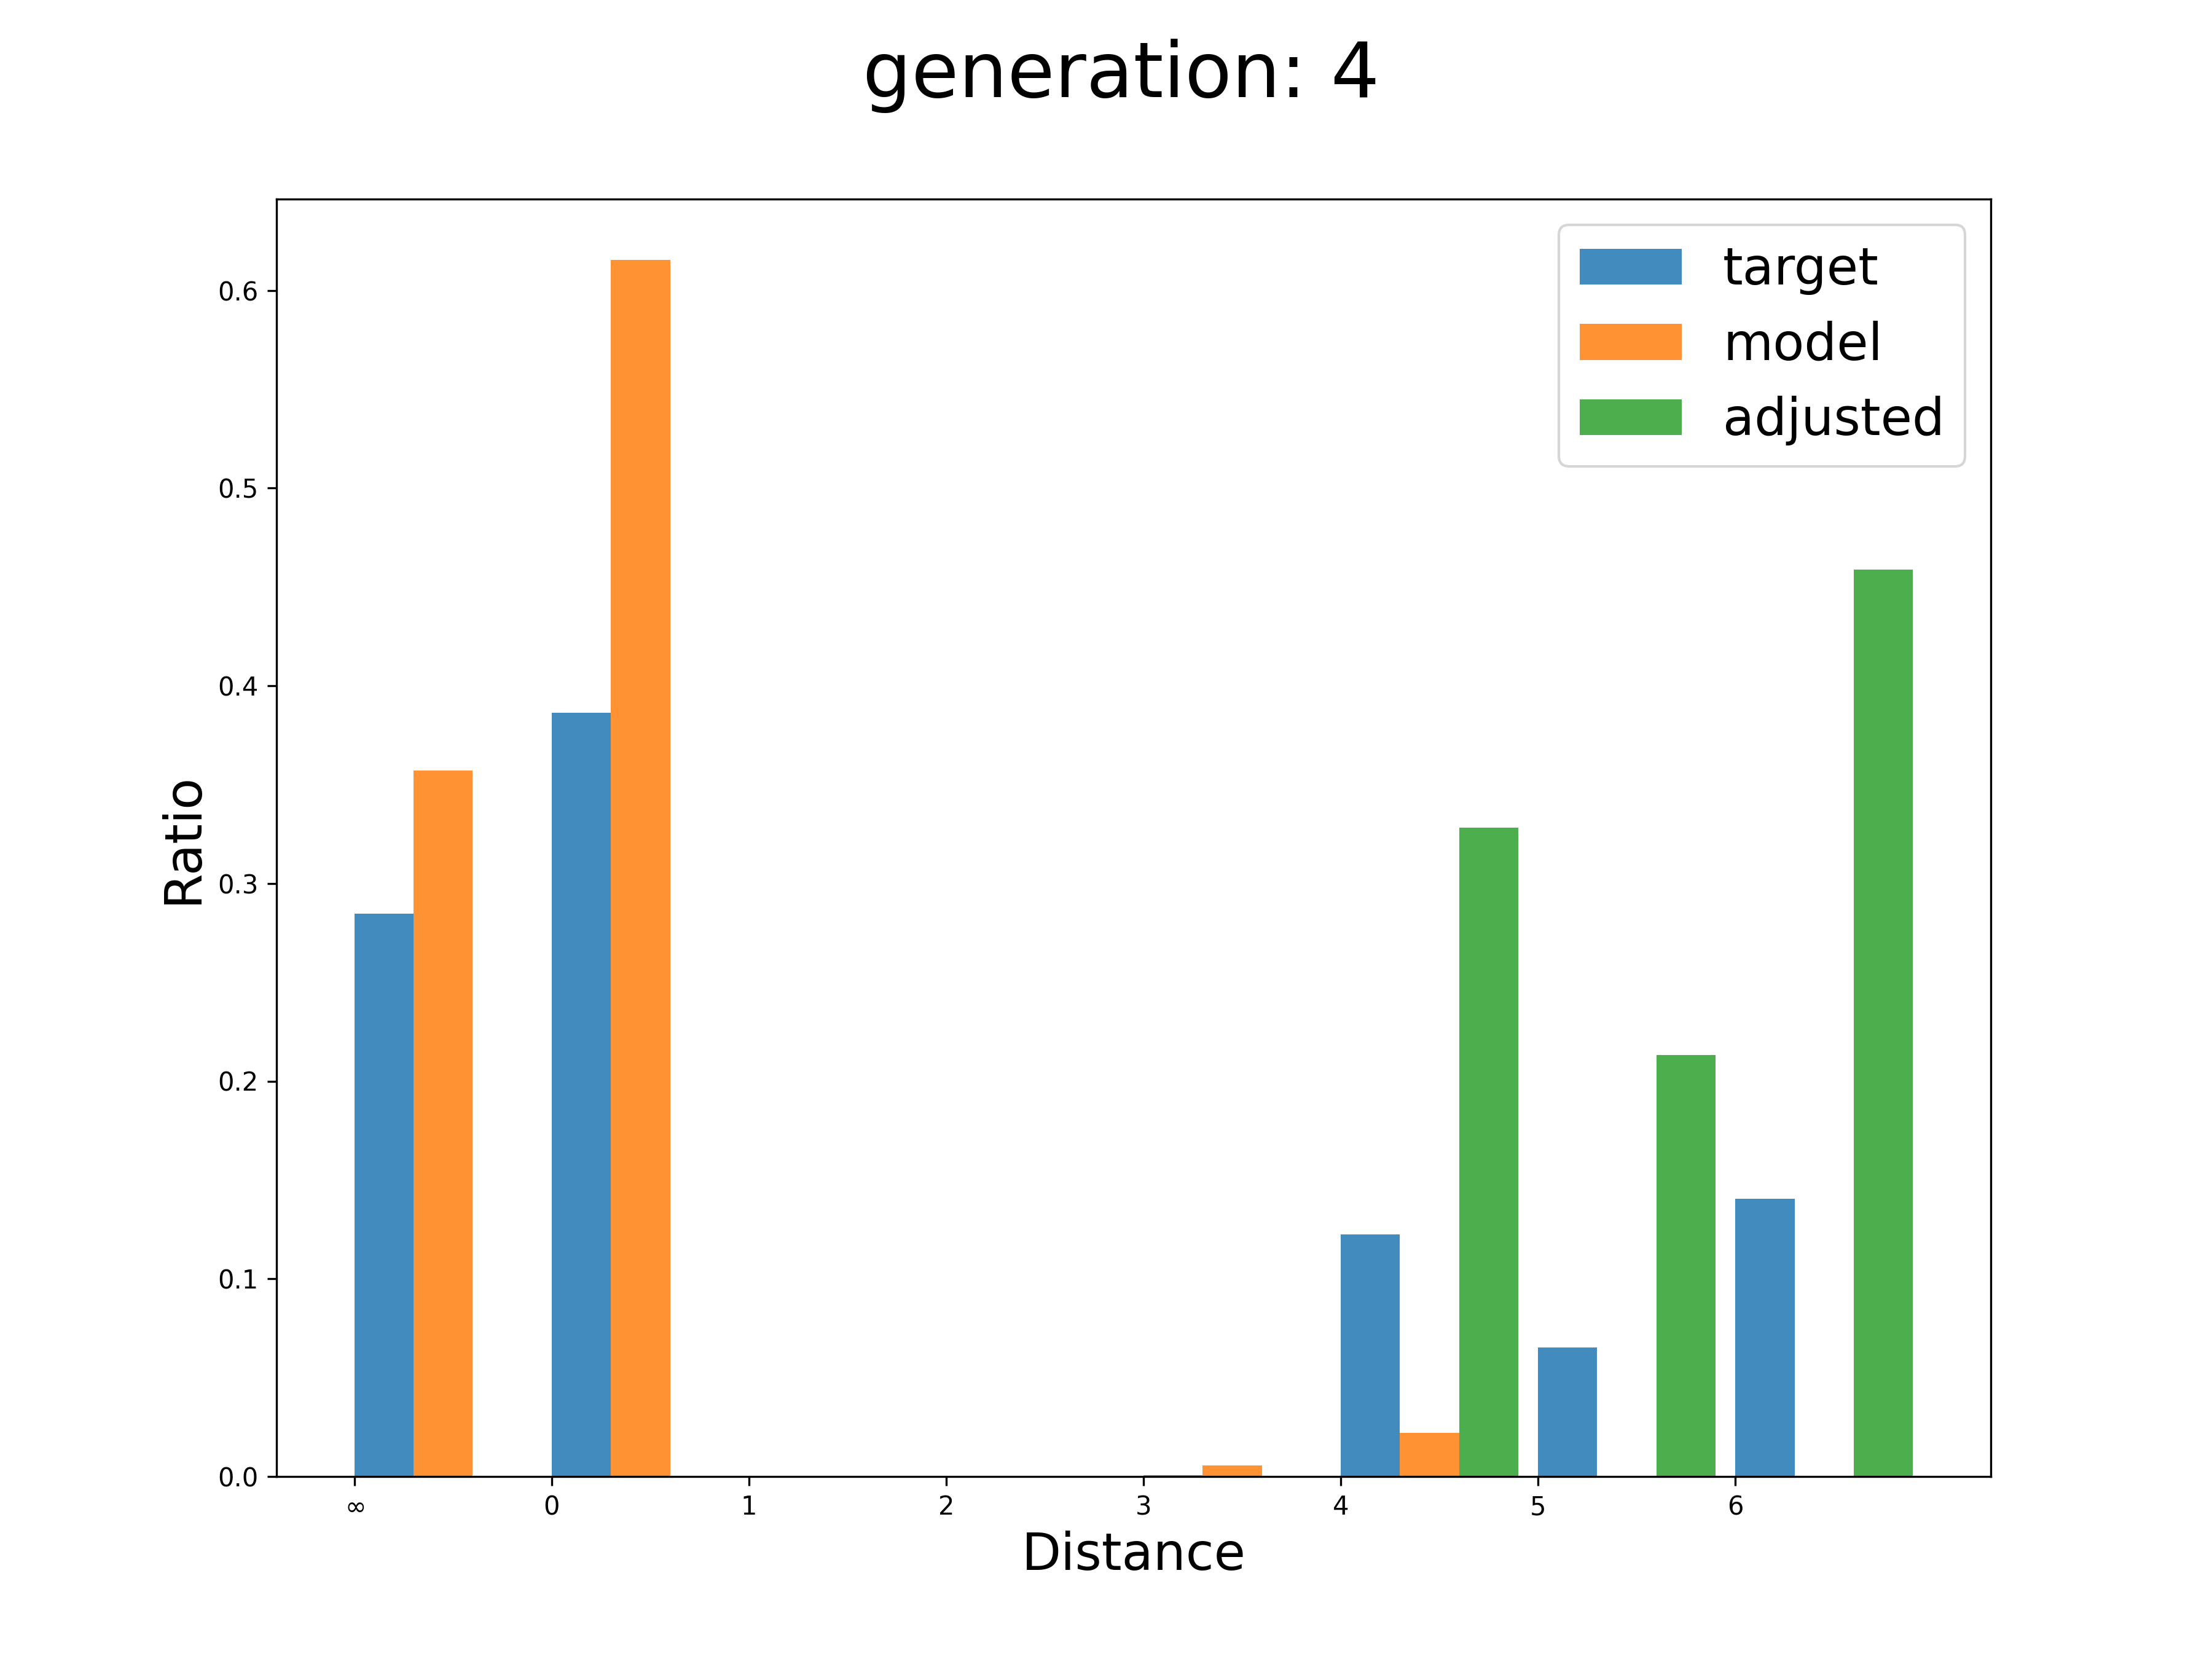 generation: 4
target
model
adjusted
0.6
0.5
0.4
0.3
0.2
0.1
0.0
Ratio
∞ 0 1 2 3 4 5 6
Distance